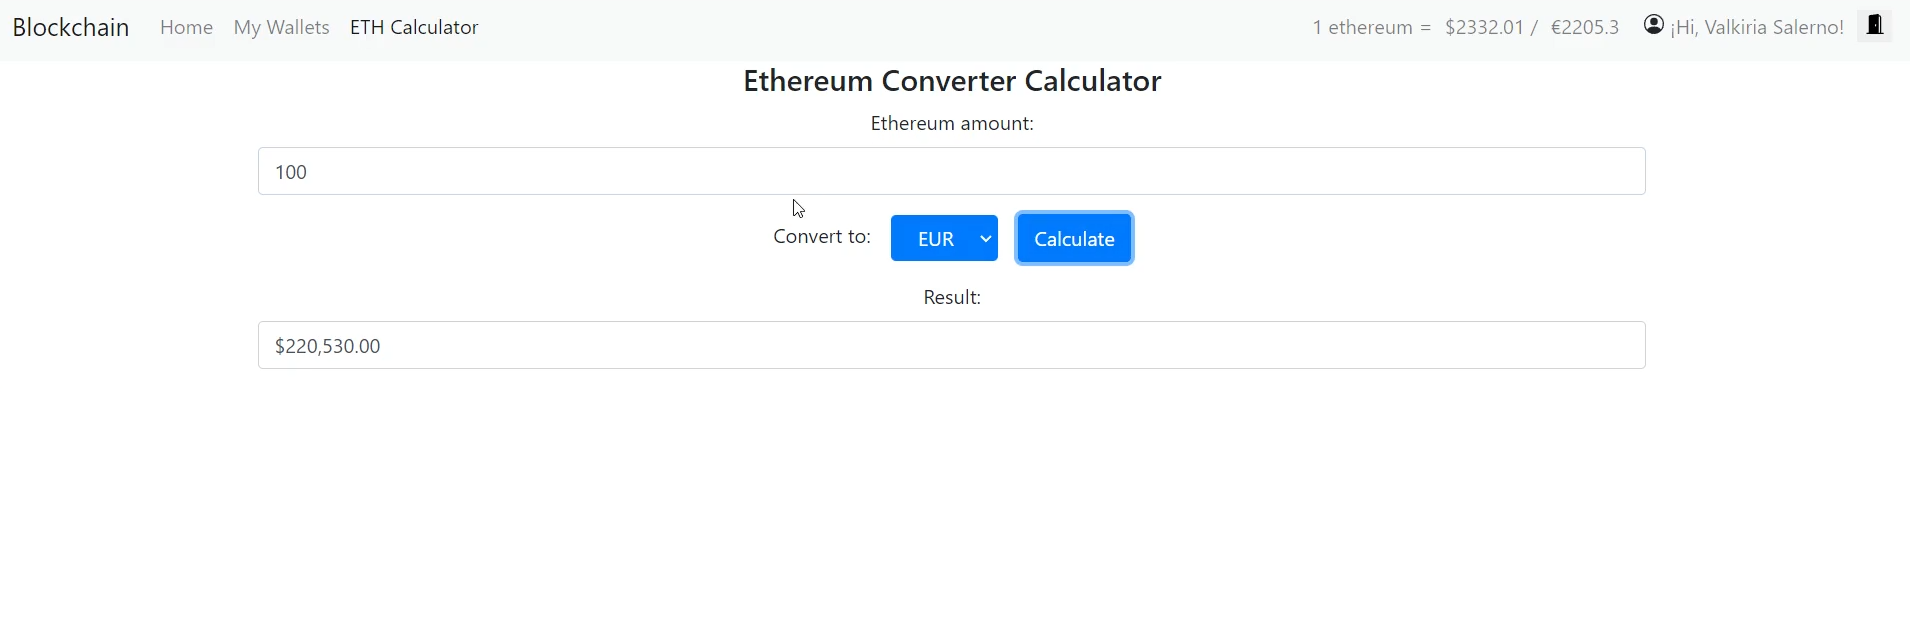 Blockchain Home My Wallets ETH Calculator 1 ethereum = $2332.01 / €2205.3 ¡Hi, Valkiria Salerno!
Ethereum Converter Calculator
Ethereum amount:
100
Convert to: EUR Calculate
Result:
$220,530.00